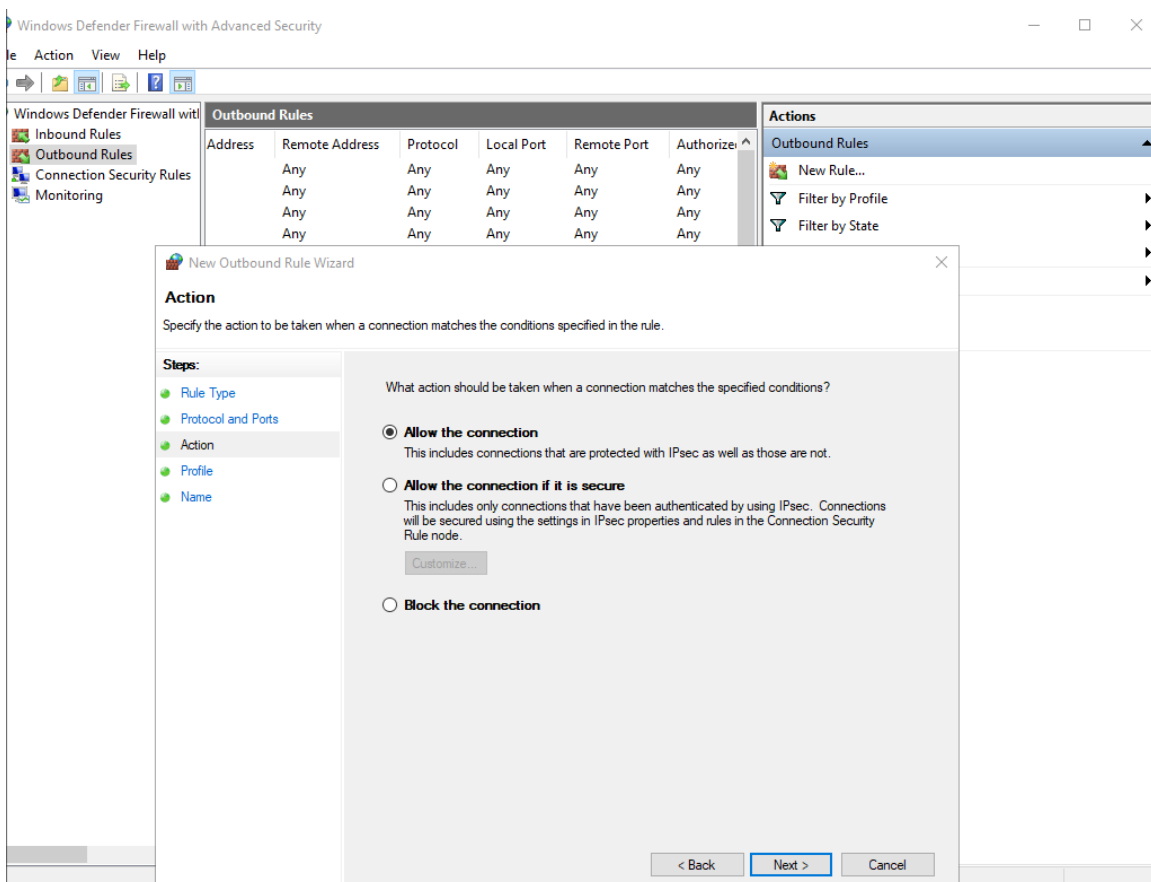 Windows Defender Firewall with Advanced Security
le Action View Help
Windows Defender Firewall witl
Inbound Rules
Outbound Rules
Connection Security Rules
Monitoring
Outbound Rules
Address Remote Address Protocol Local Port Remote Port Authorize
Any Any Any Any Any
Any Any Any Any Any
Any Any Any Any Any
Any Any Any Any Any
Actions
Outbound Rules
New Rule...
Filter by Profile
Filter by State
New Outbound Rule Wizard
Action
Specify the action to be taken when a connection matches the conditions specified in the rule.
Steps:
Rule Type
Protocol and Ports
Action
Profile
Name
What action should be taken when a connection matches the specified conditions?
Allow the connection
This includes connections that are protected with IPsec as well as those are not.
Allow the connection if it is secure
This includes only connections that have been authenticated by using IPsec. Connections
will be secured using the settings in IPsec properties and rules in the Connection Security
Rule node.
Customize...
Block the connection
< Back Next > Cancel